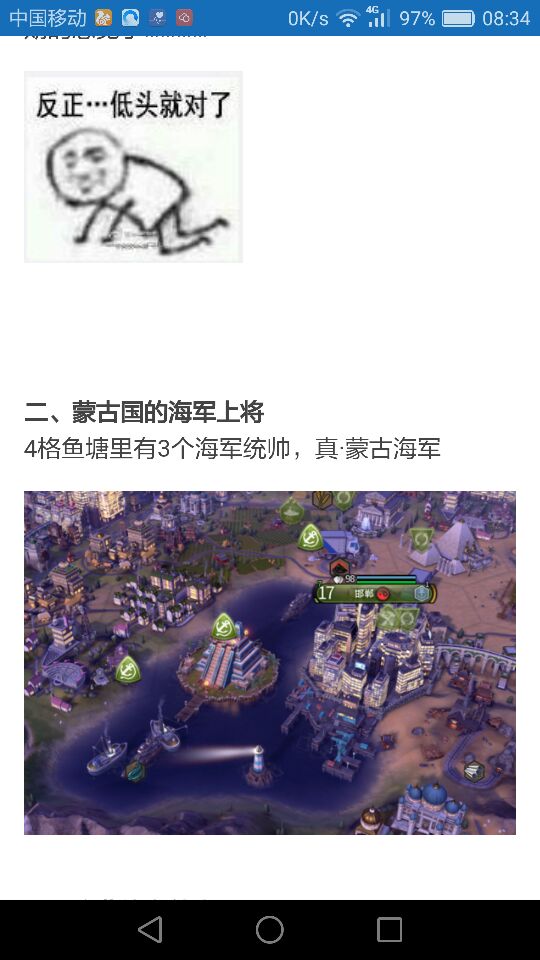 中国移动 0K/s 4G 97% 08:34
反正…低头就对了
二、蒙古国的海军上将
4格鱼塘里有3个海军统帅，真·蒙古海军
98
17 邯郸